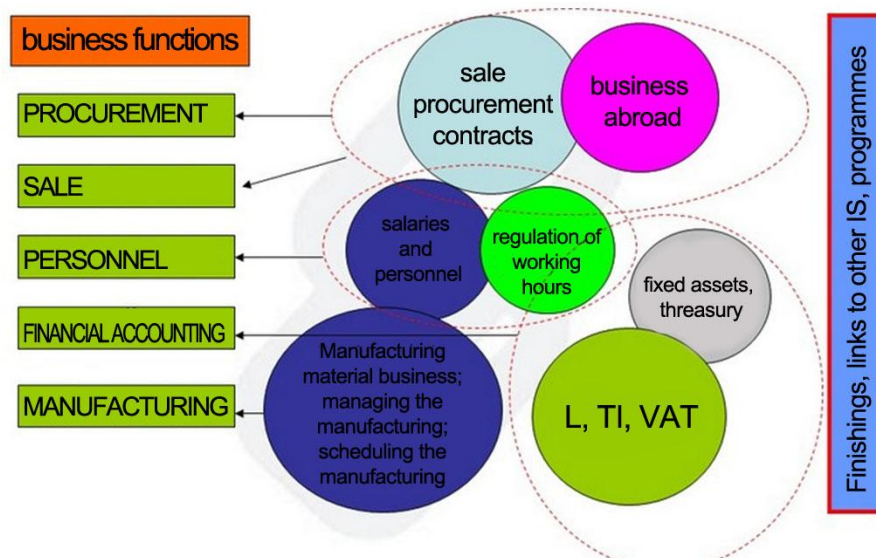 business functions
PROCUREMENT
SALE
PERSONNEL
FINANCIAL ACCOUNTING
MANUFACTURING
sale
procurement
contracts
business
abroad
salaries
and
personnel
regulation of
working
hours
fixed assets,
threasury
Manufacturing
material business;
managing the
manufacturing;
scheduling the
manufacturing
L, TI, VAT
Finishings, links to other IS, programmes